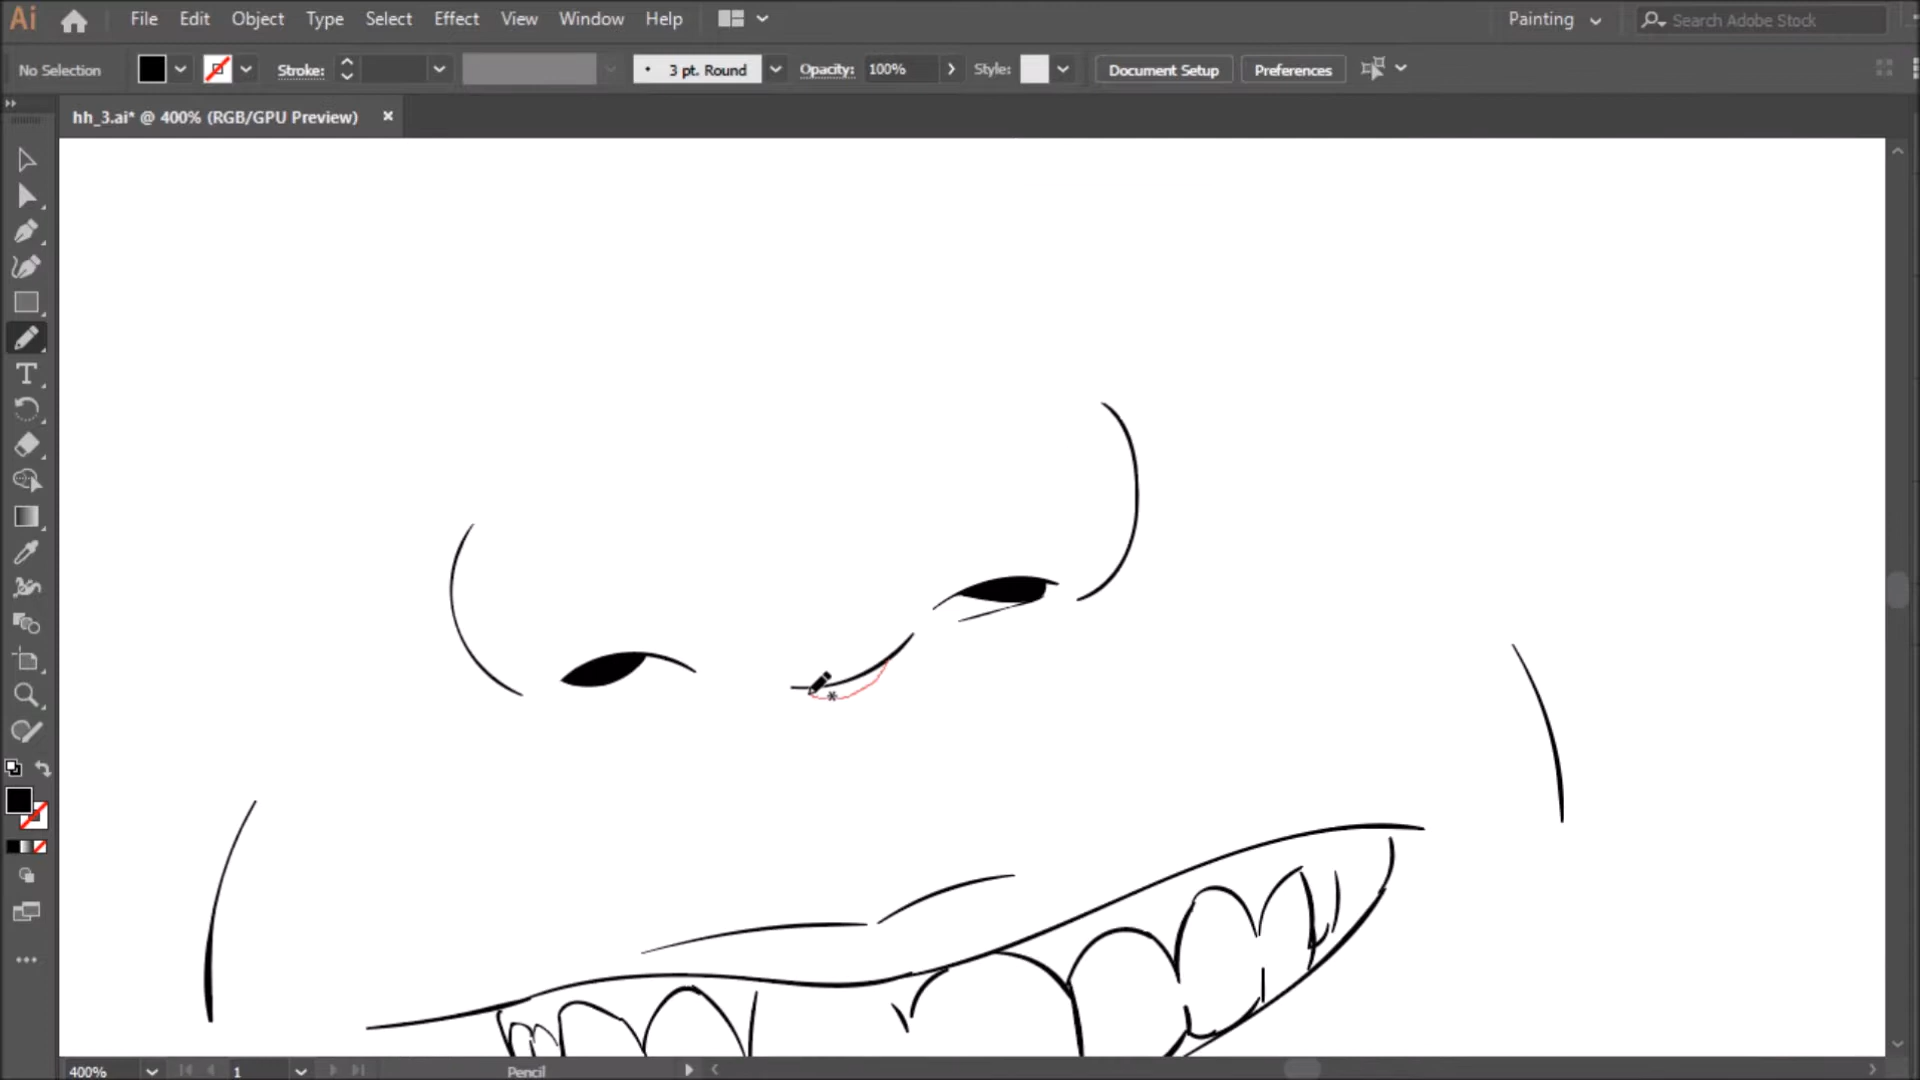 Ai File Edit Object Type Select Effect View Window Help Painting Search Adobe Stock
No Selection Stroke: 3 pt. Round Opacity: 100% Style: Document Setup Preferences
hh_3.ai* @ 400% (RGB/GPU Preview) ×
400% 1 Pencil